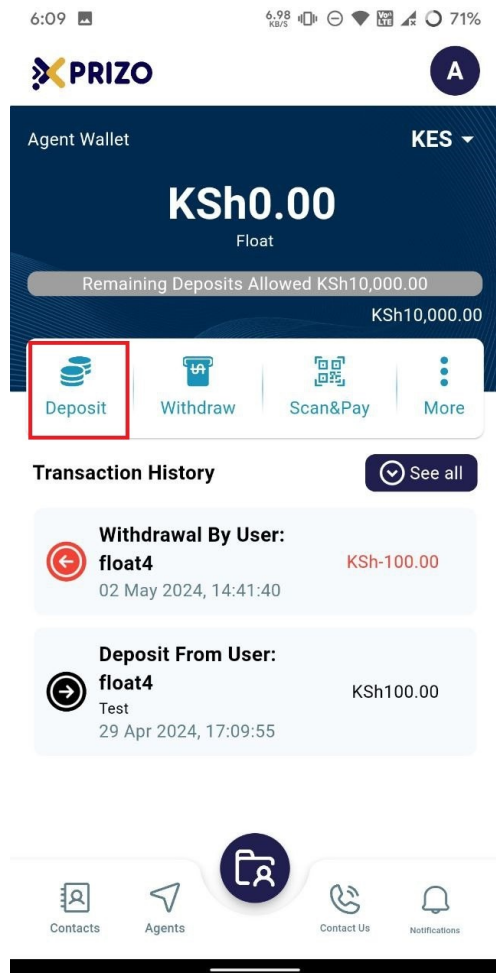 6:09
6.98 KB/S
Vo) LTE
71%
XPRIZO
A
Agent Wallet
KES
KSh0.00
Float
Remaining Deposits Allowed KSh10,000.00
KSh10,000.00
Deposit
Withdraw
Scan&Pay
More
Transaction History
See all
Withdrawal By User:
float4
KSh-100.00
02 May 2024, 14:41:40
Deposit From User:
float4
KSh100.00
Test
29 Apr 2024, 17:09:55
Contacts
Agents
Contact Us
Notifications